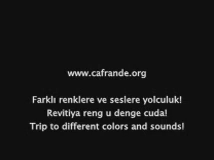 www.cafrande.org
Farklı renklere ve seslere yolculuk!
Revitiya reng u denge cuda!
Trip to different colors and sounds!